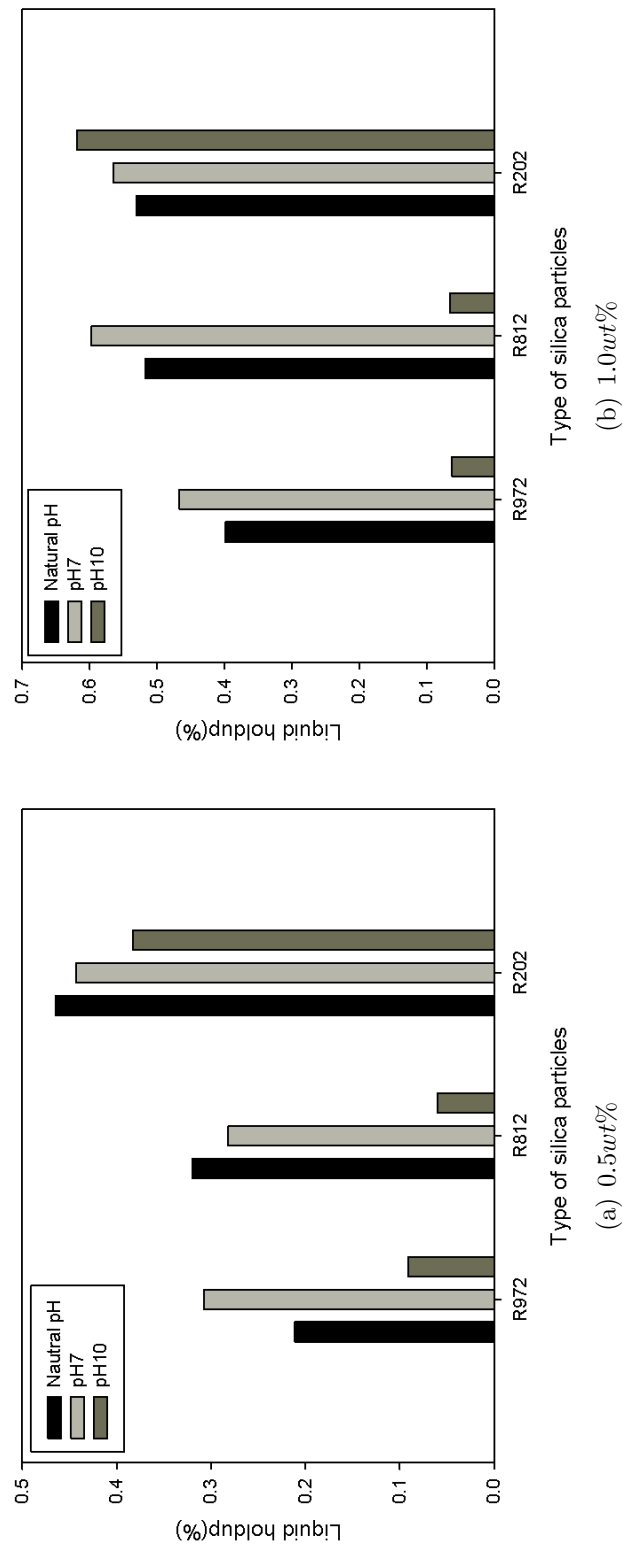 0.5
0.4
0.3
0.2
0.1
0.0
Liquid holdup(%)
Nautral pH
pH7
pH10
R972
R812
R202
Type of silica particles
(a) 0.5wt%
0.7
0.6
0.5
0.4
0.3
0.2
0.1
0.0
Liquid holdup(%)
Natural pH
pH7
pH10
R972
R812
R202
Type of silica particles
(b) 1.0wt%